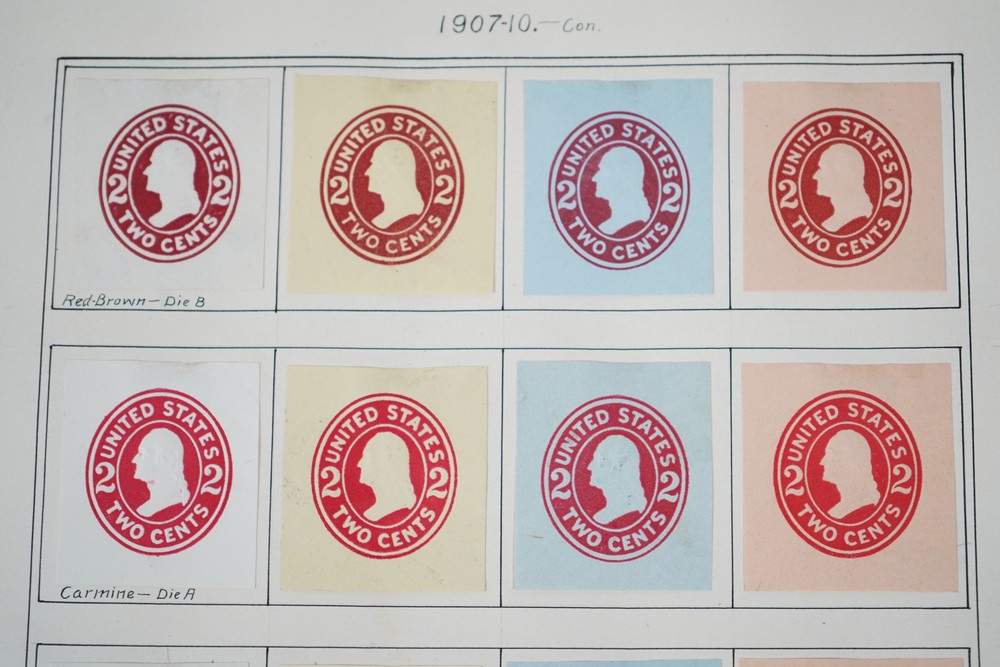 1907-10.—Con.
UNITED STATES
2 2
TWO CENTS
UNITED STATES
2 2
TWO CENTS
UNITED STATES
2 2
TWO CENTS
UNITED STATES
2 2
TWO CENTS
Red-Brown—Die B
UNITED STATES
2 2
TWO CENTS
UNITED STATES
2 2
TWO CENTS
UNITED STATES
2 2
TWO CENTS
UNITED STATES
2 2
TWO CENTS
Carmine—Die A